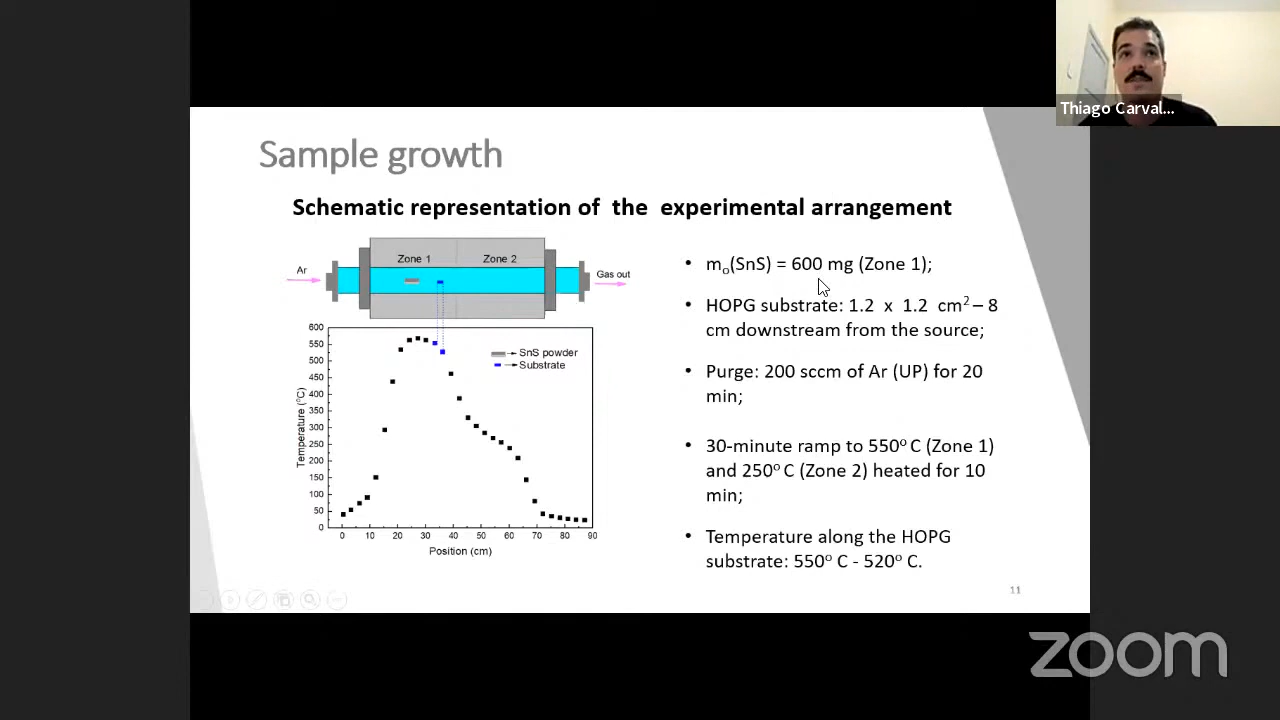 Thiago Carval...
Sample growth
Schematic representation of the experimental arrangement
Zone 1
Zone 2
Ar
Gas out
600
550
500
450
400
350
300
250
200
150
100
50
0
Temperature (°C)
SnS powder
Substrate
0 10 20 30 40 50 60 70 80 90
Position (cm)
• mo(SnS) = 600 mg (Zone 1);
• HOPG substrate: 1.2 x 1.2 cm² – 8
cm downstream from the source;
• Purge: 200 sccm of Ar (UP) for 20
min;
• 30-minute ramp to 550º C (Zone 1)
and 250º C (Zone 2) heated for 10
min;
• Temperature along the HOPG
substrate: 550º C - 520º C.
11
zoom